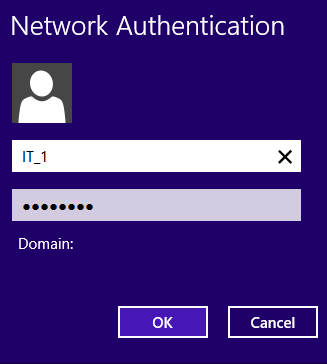 Network Authentication
IT_1
••••••••
Domain:
OK
Cancel